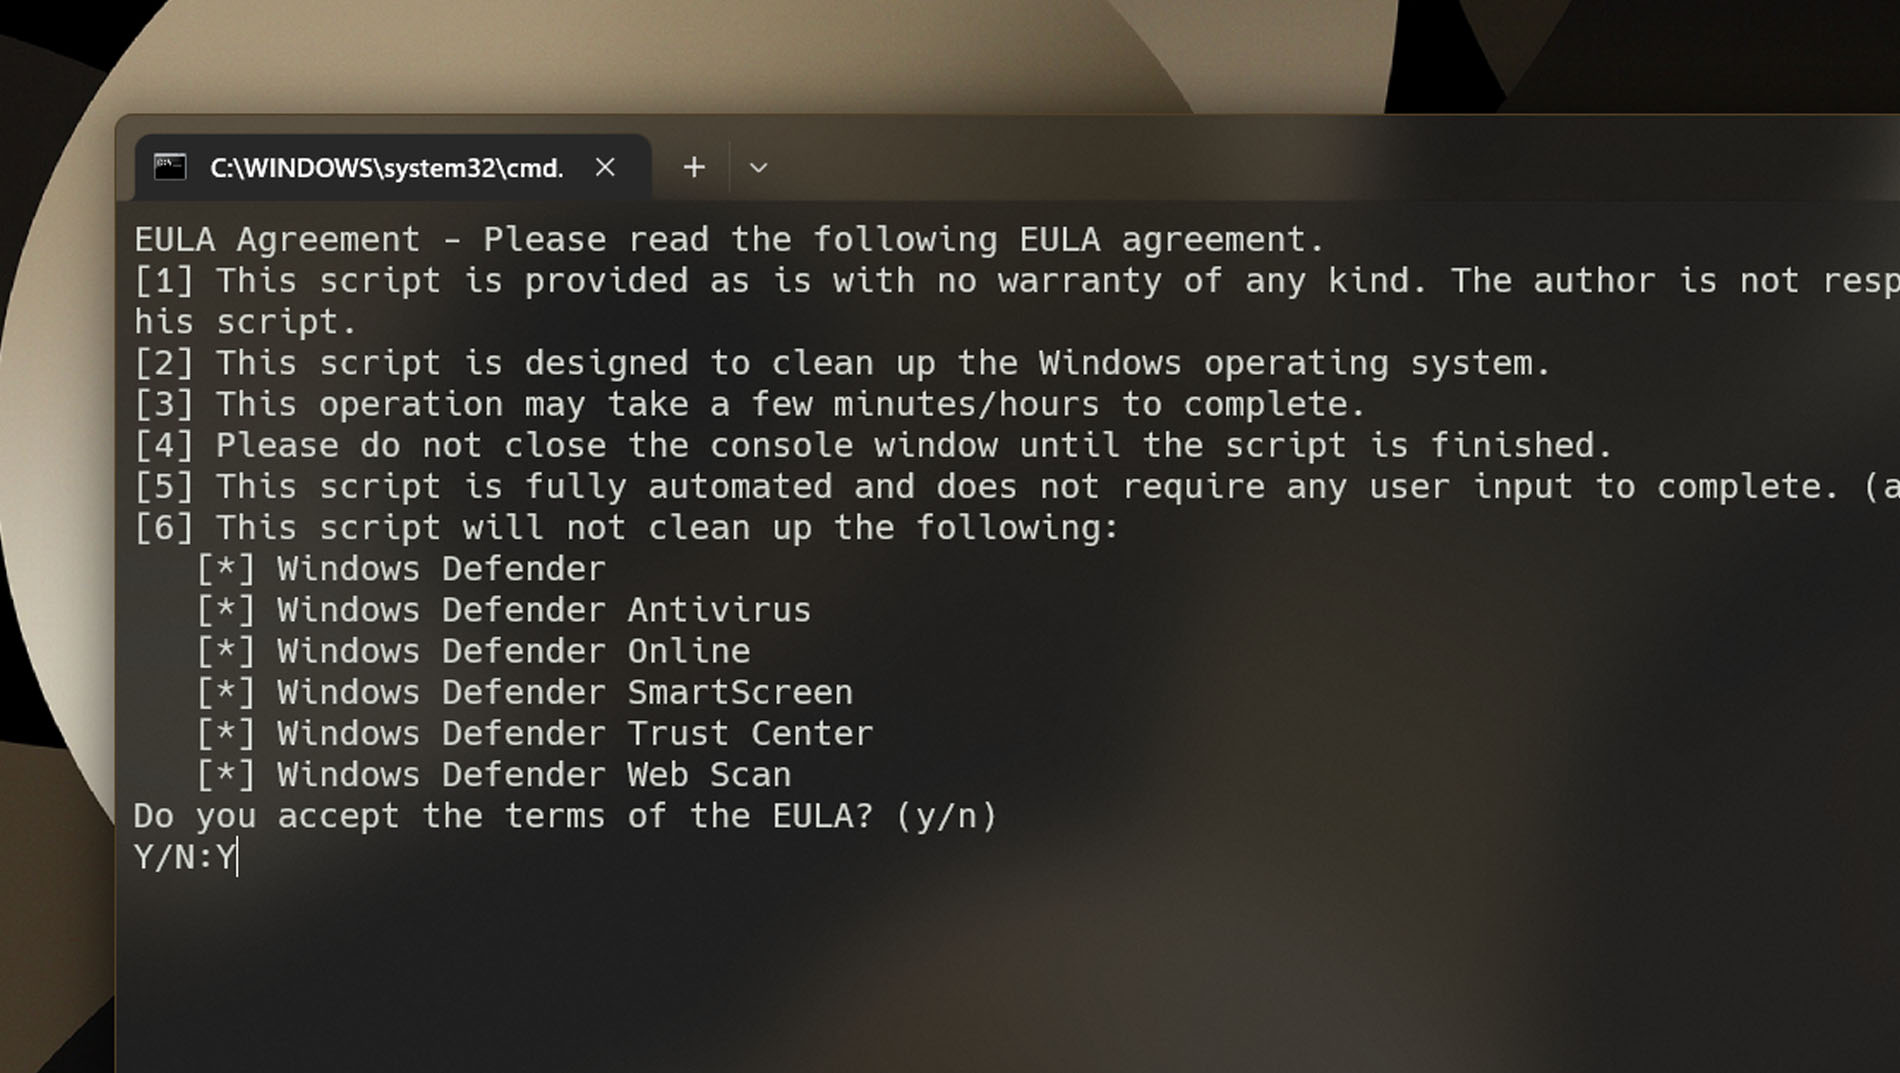 C:\WINDOWS\system32\cmd.
EULA Agreement - Please read the following EULA agreement.
[1] This script is provided as is with no warranty of any kind. The author is not resp
his script.
[2] This script is designed to clean up the Windows operating system.
[3] This operation may take a few minutes/hours to complete.
[4] Please do not close the console window until the script is finished.
[5] This script is fully automated and does not require any user input to complete. (a
[6] This script will not clean up the following:
[*] Windows Defender
[*] Windows Defender Antivirus
[*] Windows Defender Online
[*] Windows Defender SmartScreen
[*] Windows Defender Trust Center
[*] Windows Defender Web Scan
Do you accept the terms of the EULA? (y/n)
Y/N:Y